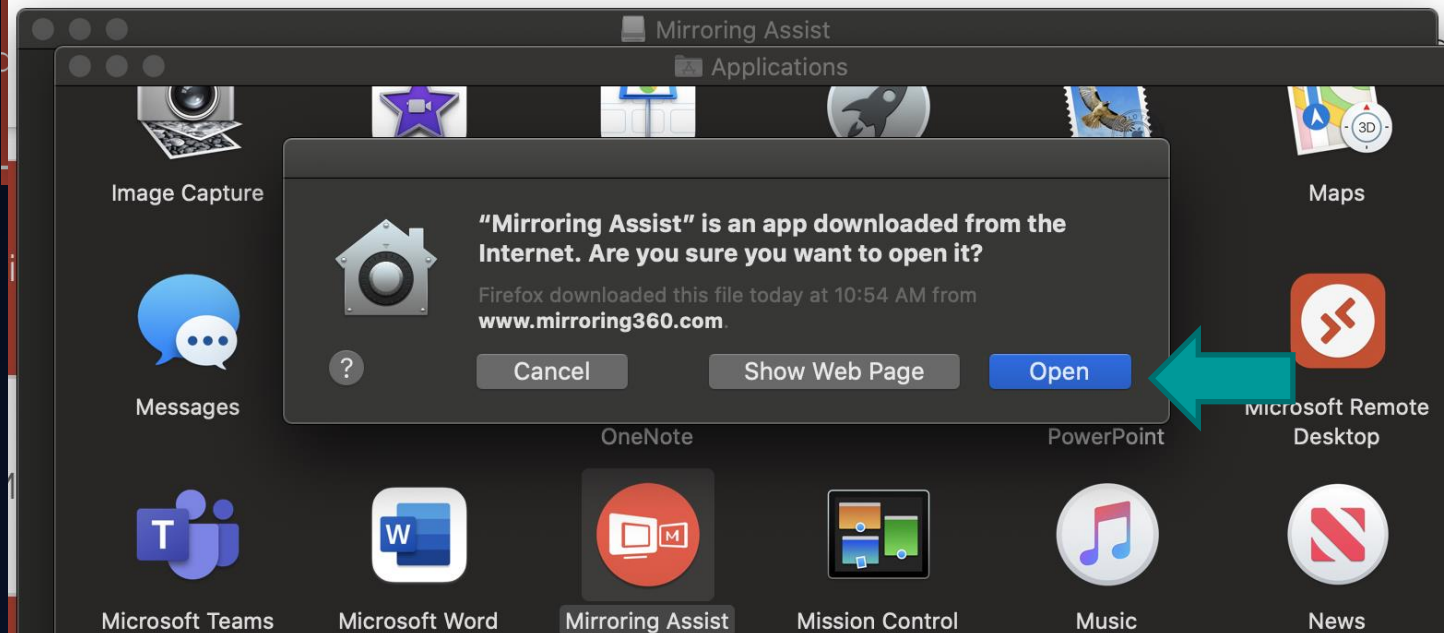 Mirroring Assist
Applications
3D
Image Capture
Maps
“Mirroring Assist” is an app downloaded from the
Internet. Are you sure you want to open it?
Firefox downloaded this file today at 10:54 AM from
www.mirroring360.com.
?
Cancel
Show Web Page
Open
Messages
OneNote
PowerPoint
Microsoft Remote
Desktop
T
W
M
Microsoft Teams
Microsoft Word
Mirroring Assist
Mission Control
Music
News